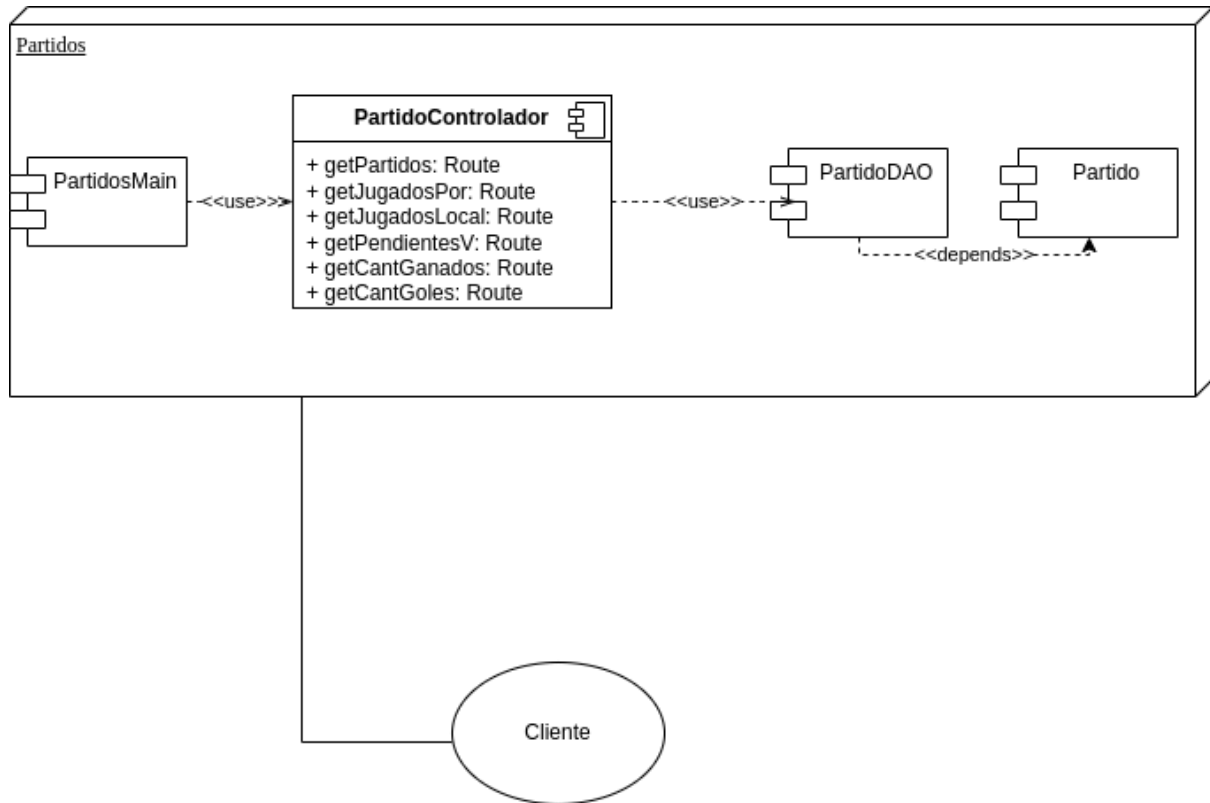 Partidos
PartidosMain
<<use>>
PartidoControlador
+ getPartidos: Route
+ getJugadosPor: Route
+ getJugadosLocal: Route
+ getPendientesV: Route
+ getCantGanados: Route
+ getCantGoles: Route
<<use>>
PartidoDAO
<<depends>>
Partido
Cliente